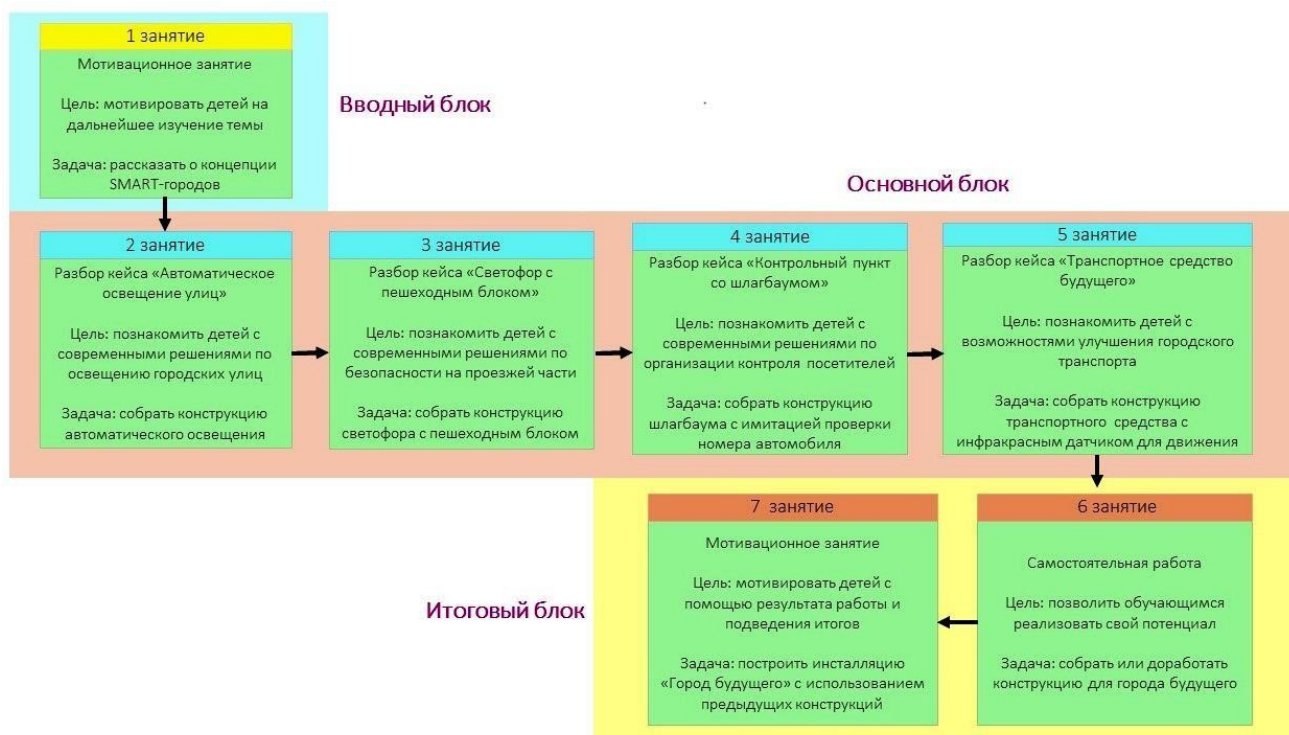 1 занятие
Мотивационное занятие
Цель: мотивировать детей на
дальнейшее изучение темы
Задача: рассказать о концепции
SMART-городов
Вводный блок
Основной блок
2 занятие
Разбор кейса «Автоматическое
освещение улиц»
Цель: познакомить детей с
современными решениями по
освещению городских улиц
Задача: собрать конструкцию
автоматического освещения
3 занятие
Разбор кейса «Светофор с
пешеходным блоком»
Цель: познакомить детей с
современными решениями по
безопасности на проезжей части
Задача: собрать конструкцию
светофора с пешеходным блоком
4 занятие
Разбор кейса «Контрольный пункт
со шлагбаумом»
Цель: познакомить детей с
современными решениями по
организации контроля посетителей
Задача: собрать конструкцию
шлагбаума с имитацией проверки
номера автомобиля
5 занятие
Разбор кейса «Транспортное средство
будущего»
Цель: познакомить детей с
возможностями улучшения городского
транспорта
Задача: собрать конструкцию
транспортного средства с
инфракрасным датчиком для движения
6 занятие
Самостоятельная работа
Цель: позволить обучающимся
реализовать свой потенциал
Задача: собрать или доработать
конструкцию для города будущего
7 занятие
Мотивационное занятие
Цель: мотивировать детей с
помощью результата работы и
подведения итогов
Задача: построить инсталляцию
«Город будущего» с использованием
предыдущих конструкций
Итоговый блок